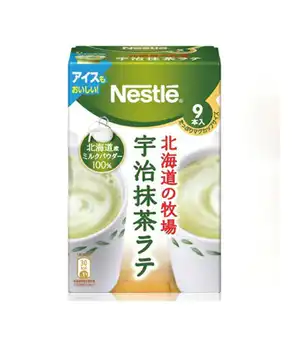 アイスも
おいしい!
Nestlé
9
本入
北海道産
ミルクパウダー
100%
北海道の牧場
宇治抹茶ラテ